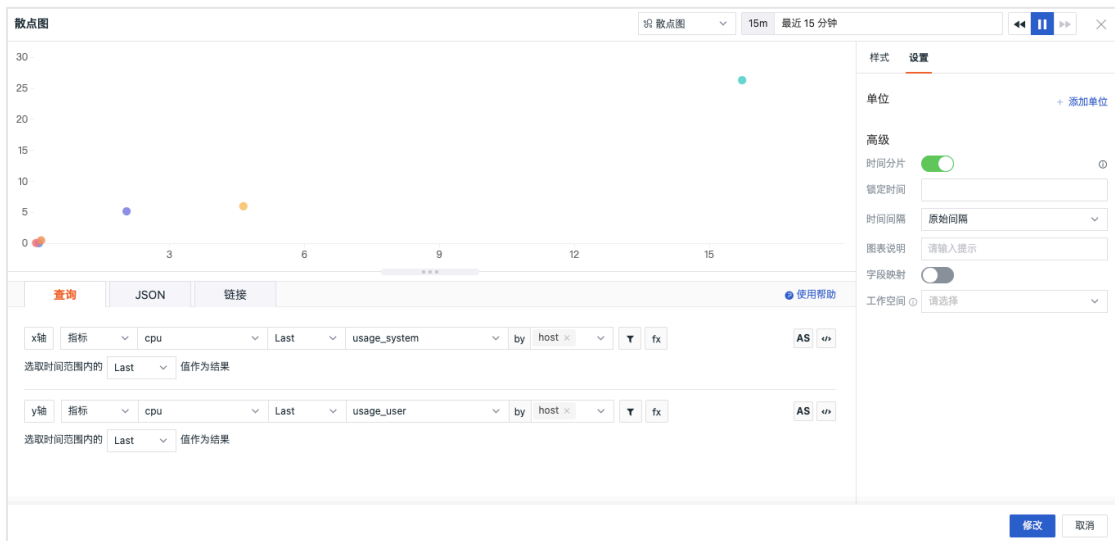 散点图 散点图 15m 最近 15 分钟
样式 设置
30
25
20
15
10
5
0
3 6 9 12 15
单位 + 添加单位
高级
时间分片
锁定时间
时间间隔 原始间隔
图表说明 请输入提示
字段映射
工作空间 请选择
查询 JSON 链接 使用帮助
x轴 指标 cpu Last usage_system by host × fx AS </>
选取时间范围内的 Last 值作为结果
y轴 指标 cpu Last usage_user by host × fx AS </>
选取时间范围内的 Last 值作为结果
修改 取消